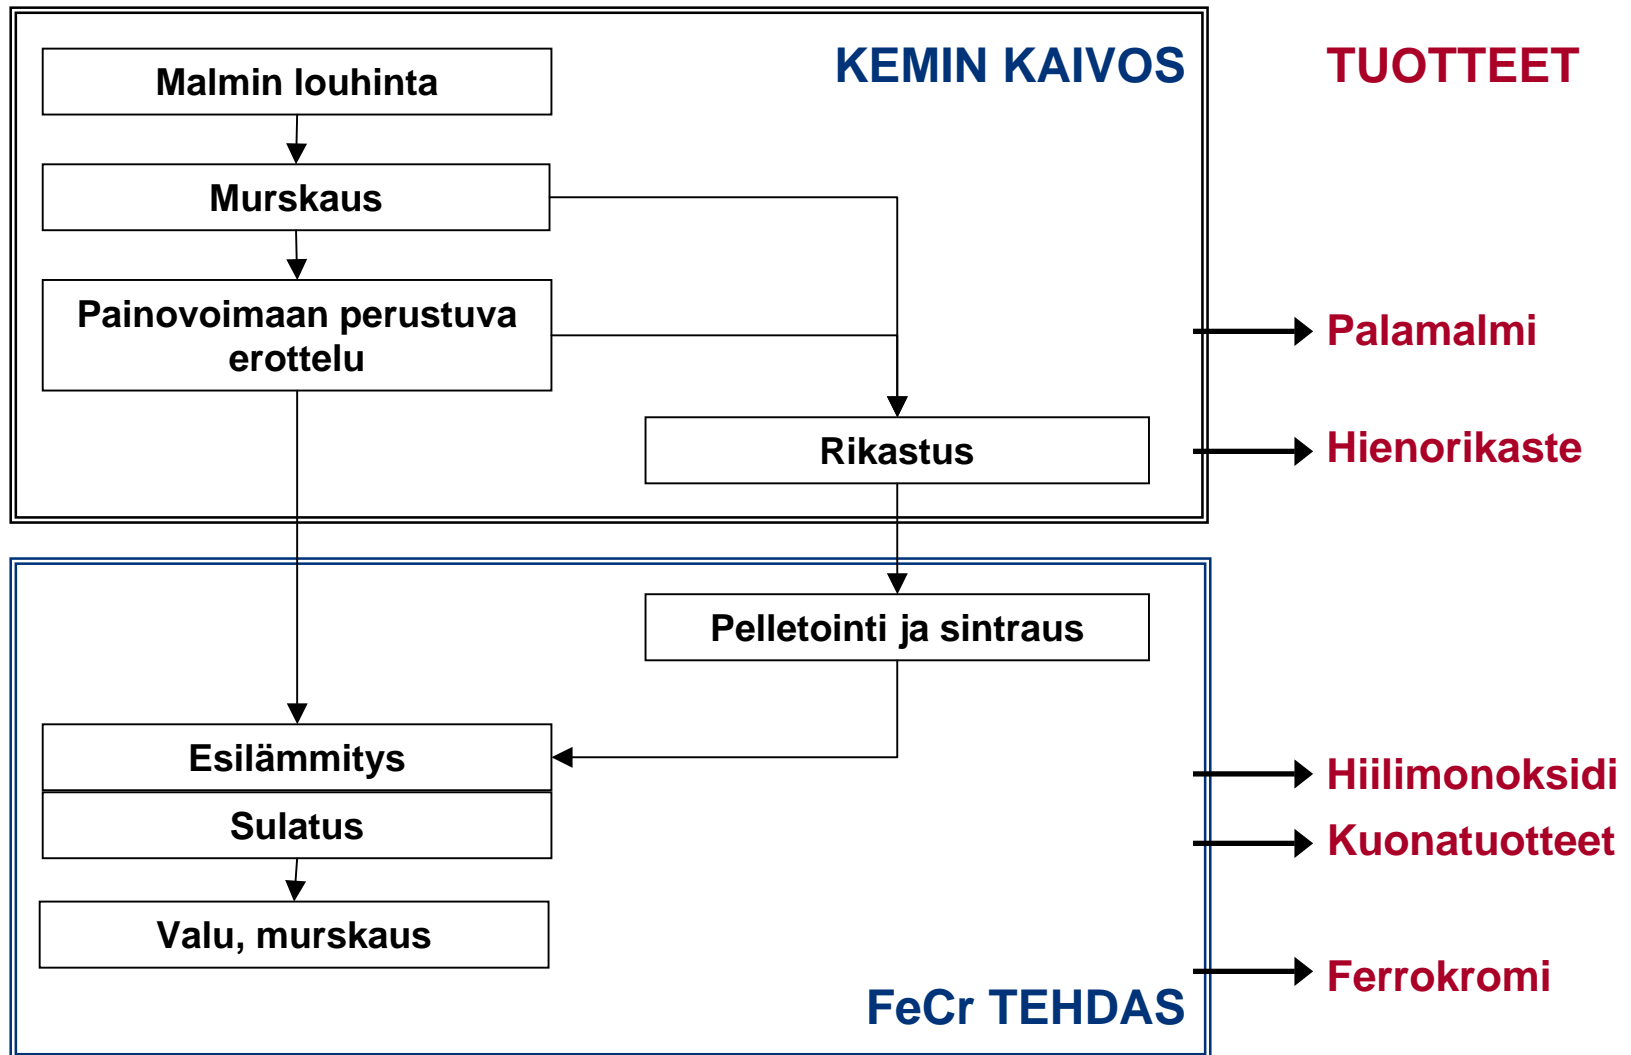 KEMIN KAIVOS
TUOTTEET
Malmin louhinta
Murskaus
Painovoimaan perustuva
erottelu
Palamalmi
Rikastus
Hienorikaste
Pelletointi ja sintraus
Esilämmitys
Hiilimonoksidi
Sulatus
Kuonatuotteet
Valu, murskaus
Ferrokromi
FeCr TEHDAS